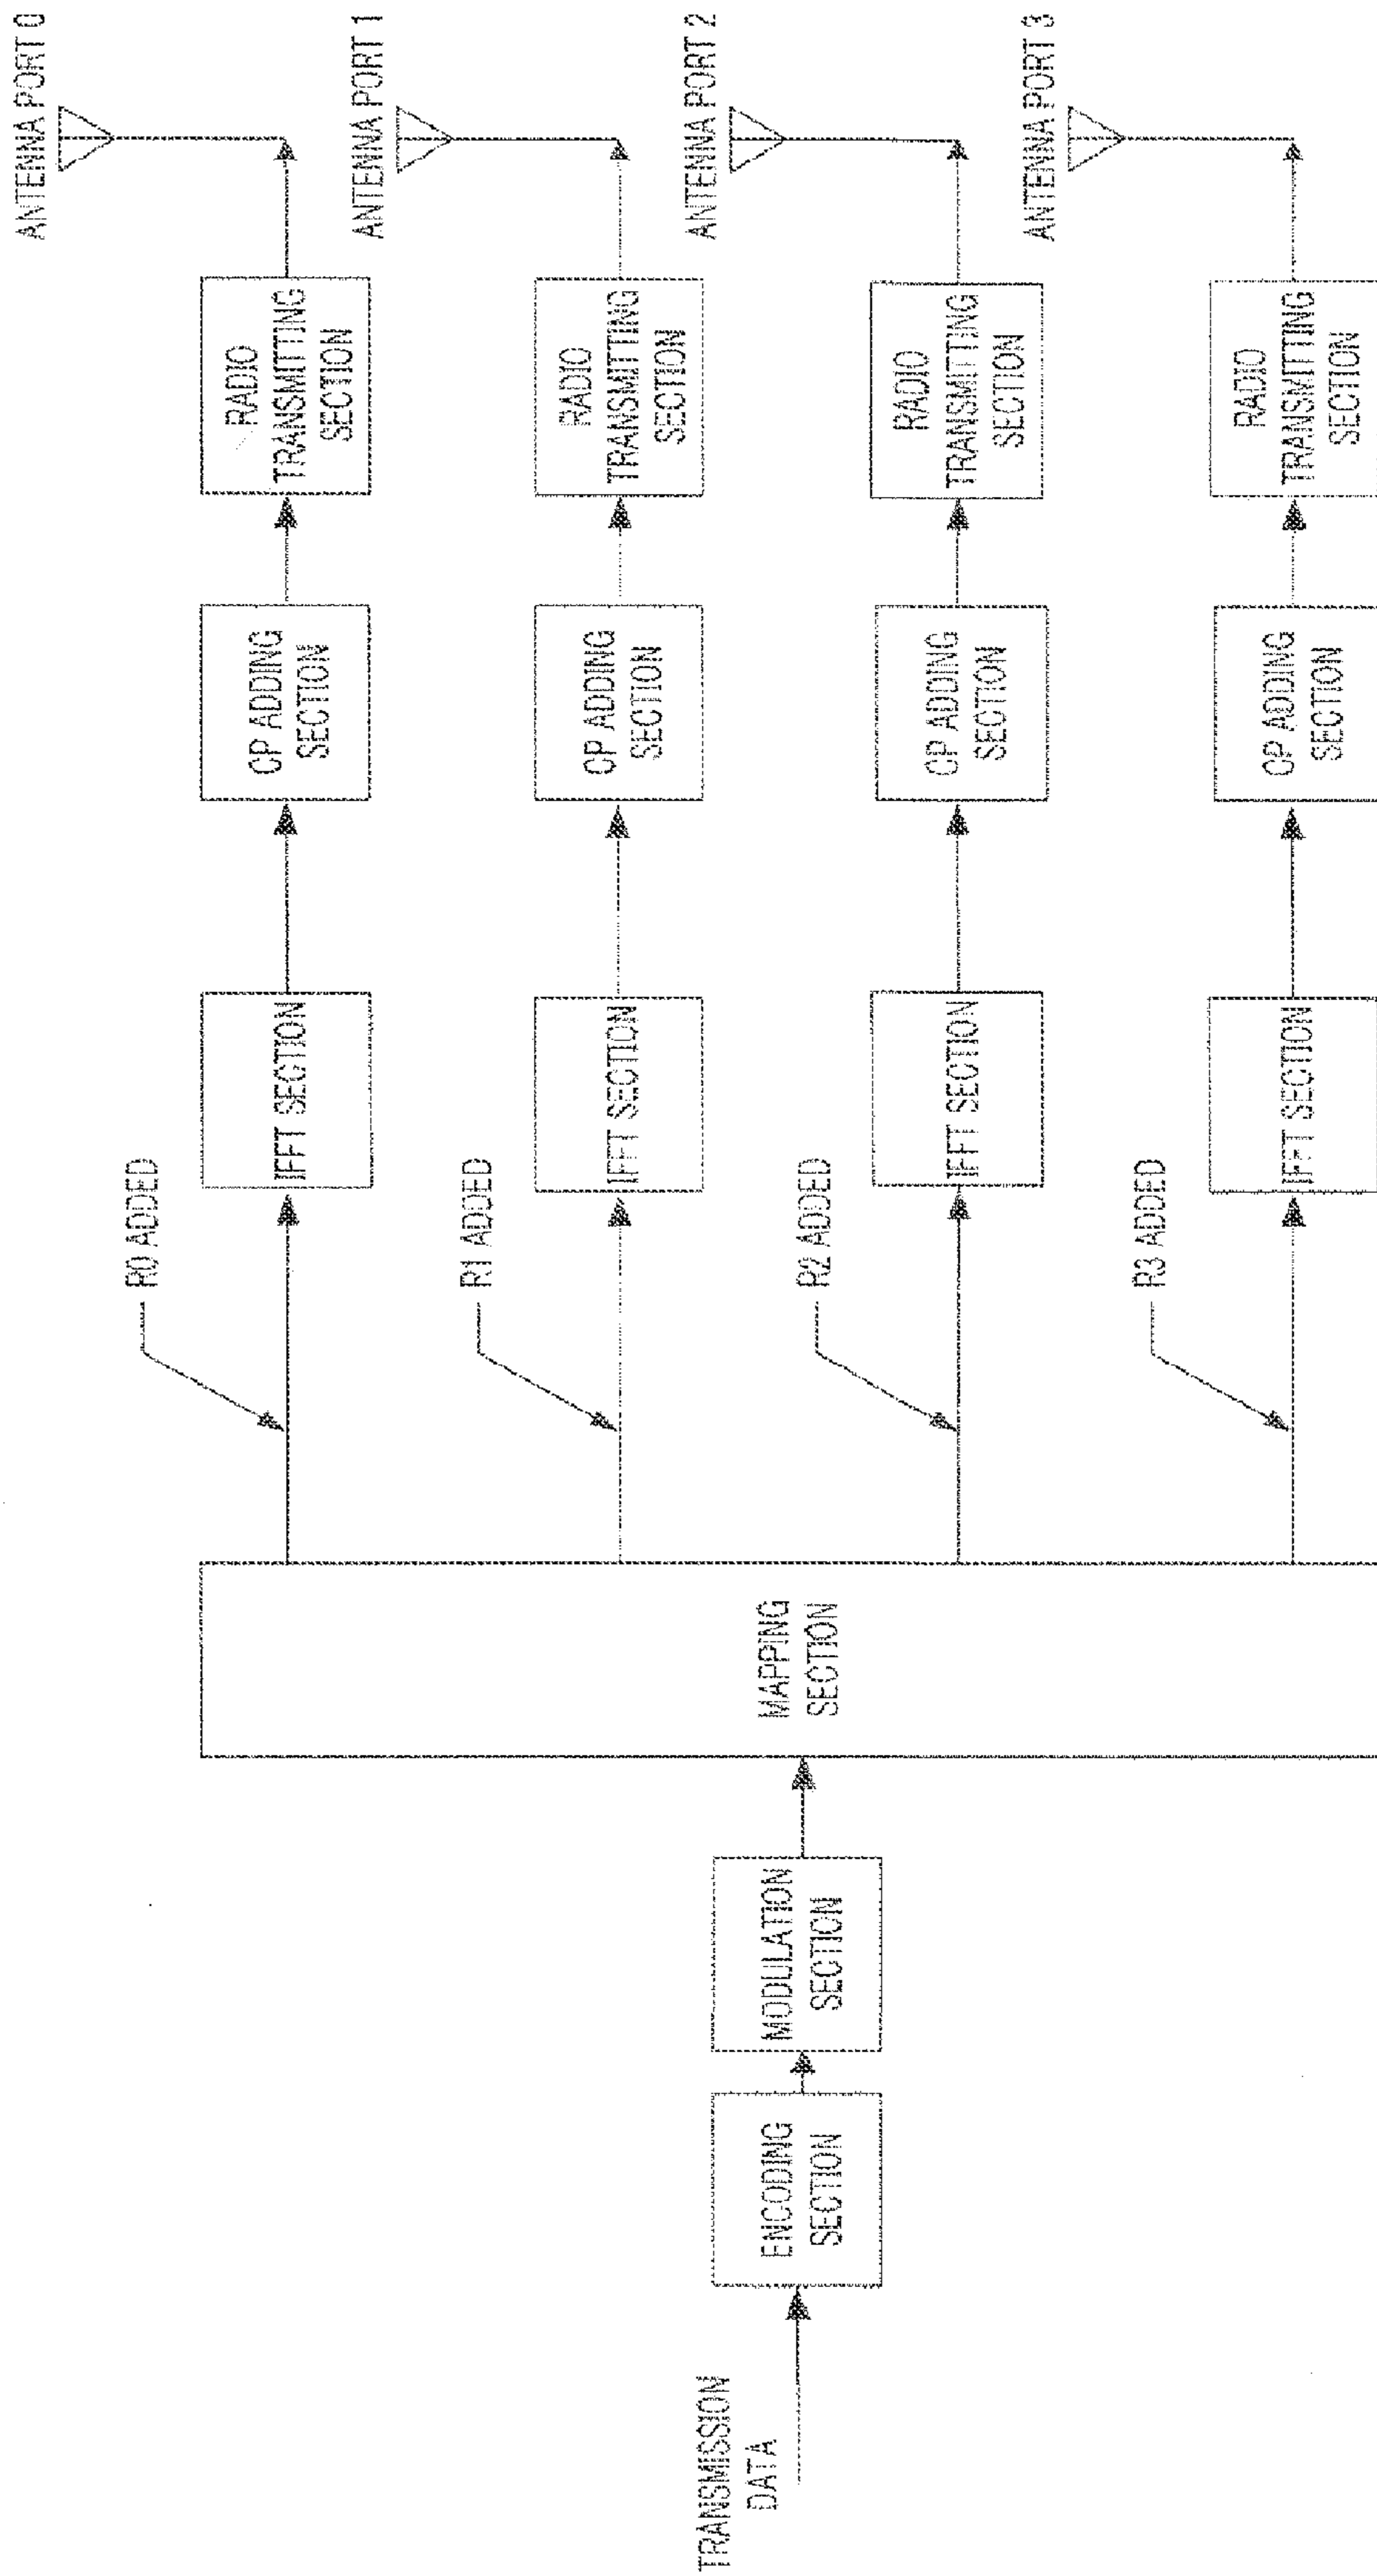 TRANSMISSION
DATA
ENCODING
SECTION
MODULATION
SECTION
MAPPING
SECTION
R0 ADDED
IFFT SECTION
CP ADDING
SECTION
RADIO
TRANSMITTING
SECTION
ANTENNA PORT 0
R1 ADDED
IFFT SECTION
CP ADDING
SECTION
RADIO
TRANSMITTING
SECTION
ANTENNA PORT 1
R2 ADDED
IFFT SECTION
CP ADDING
SECTION
RADIO
TRANSMITTING
SECTION
ANTENNA PORT 2
R3 ADDED
IFFT SECTION
CP ADDING
SECTION
RADIO
TRANSMITTING
SECTION
ANTENNA PORT 3